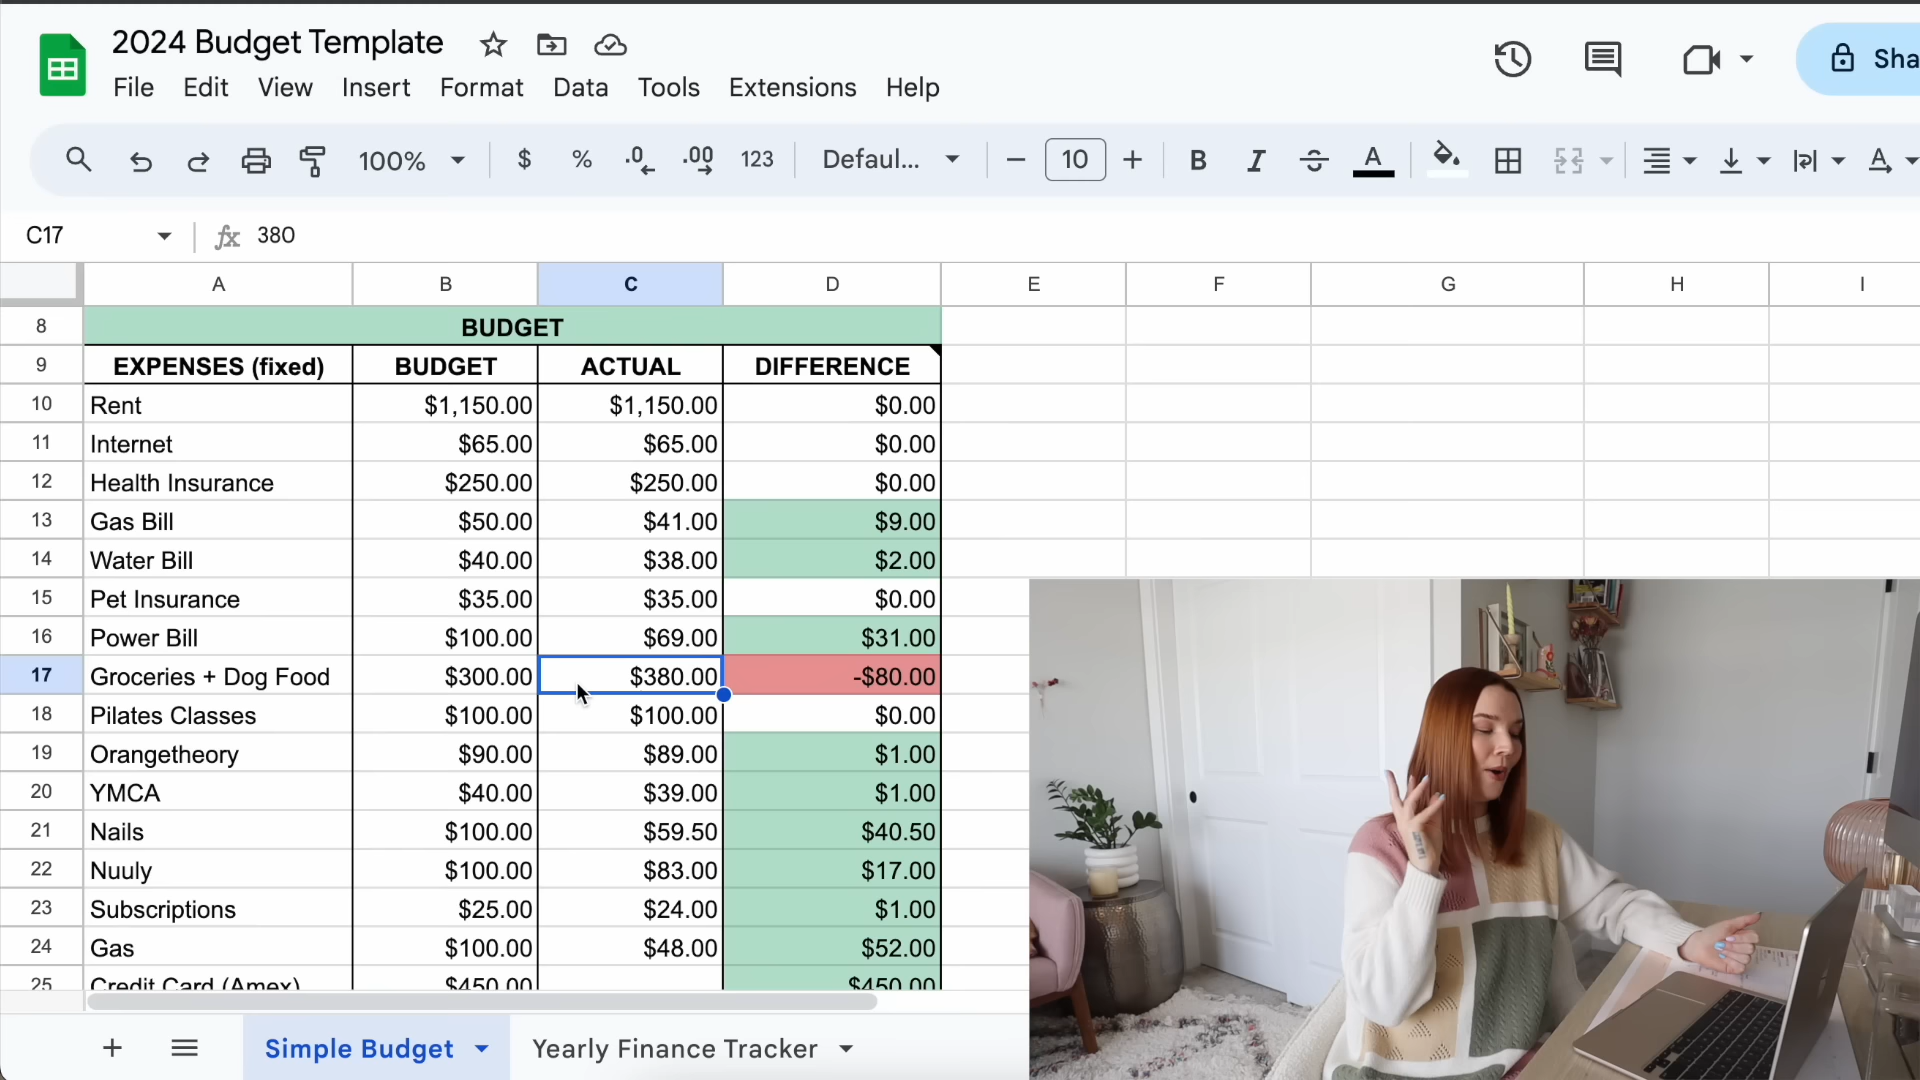 2024 Budget Template
File Edit View Insert Format Data Tools Extensions Help
Sha
100% $ % .0 .00 123 Defaul... 10 B I S A A
C17 fx 380
A B C D E F G H I
8 BUDGET
9 EXPENSES (fixed) BUDGET ACTUAL DIFFERENCE
10 Rent $1,150.00 $1,150.00 $0.00
11 Internet $65.00 $65.00 $0.00
12 Health Insurance $250.00 $250.00 $0.00
13 Gas Bill $50.00 $41.00 $9.00
14 Water Bill $40.00 $38.00 $2.00
15 Pet Insurance $35.00 $35.00 $0.00
16 Power Bill $100.00 $69.00 $31.00
17 Groceries + Dog Food $300.00 $380.00 -$80.00
18 Pilates Classes $100.00 $100.00 $0.00
19 Orangetheory $90.00 $89.00 $1.00
20 YMCA $40.00 $39.00 $1.00
21 Nails $100.00 $59.50 $40.50
22 Nuuly $100.00 $83.00 $17.00
23 Subscriptions $25.00 $24.00 $1.00
24 Gas $100.00 $48.00 $52.00
25 Credit Card (Amex) $450.00 $450.00
Simple Budget Yearly Finance Tracker